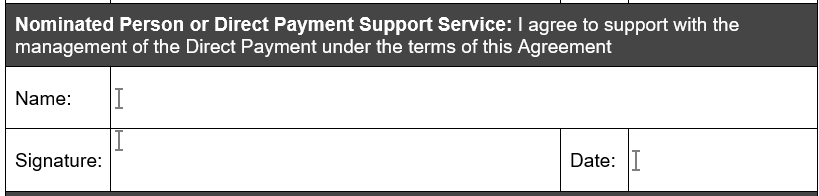 Nominated Person or Direct Payment Support Service: I agree to support with the
management of the Direct Payment under the terms of this Agreement
Name:
Signature:
Date: